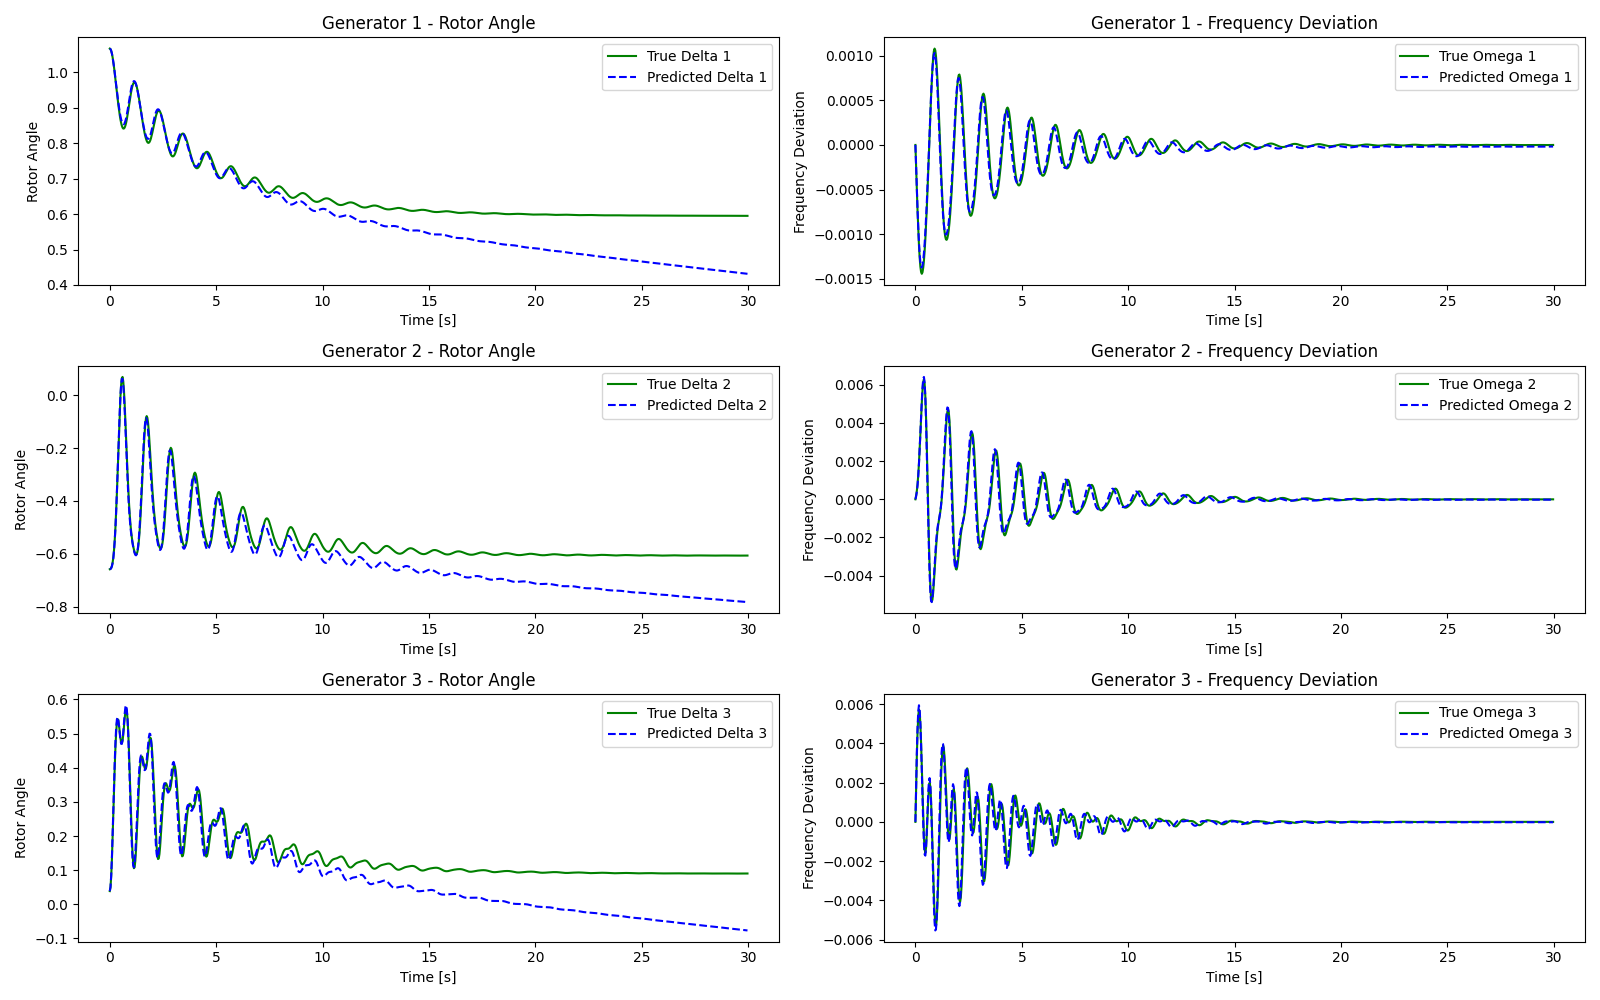 Generator 1 - Rotor Angle
Rotor Angle
1.0
0.9
0.8
0.7
0.6
0.5
0.4
True Delta 1
Predicted Delta 1
0 5 10 15 20 25 30
Time [s]
Generator 1 - Frequency Deviation
Frequency Deviation
0.0010
0.0005
0.0000
−0.0005
−0.0010
−0.0015
True Omega 1
Predicted Omega 1
0 5 10 15 20 25 30
Time [s]
Generator 2 - Rotor Angle
Rotor Angle
0.0
−0.2
−0.4
−0.6
−0.8
True Delta 2
Predicted Delta 2
0 5 10 15 20 25 30
Time [s]
Generator 2 - Frequency Deviation
Frequency Deviation
0.006
0.004
0.002
0.000
−0.002
−0.004
True Omega 2
Predicted Omega 2
0 5 10 15 20 25 30
Time [s]
Generator 3 - Rotor Angle
Rotor Angle
0.6
0.5
0.4
0.3
0.2
0.1
0.0
−0.1
True Delta 3
Predicted Delta 3
0 5 10 15 20 25 30
Time [s]
Generator 3 - Frequency Deviation
Frequency Deviation
0.006
0.004
0.002
0.000
−0.002
−0.004
−0.006
True Omega 3
Predicted Omega 3
0 5 10 15 20 25 30
Time [s]